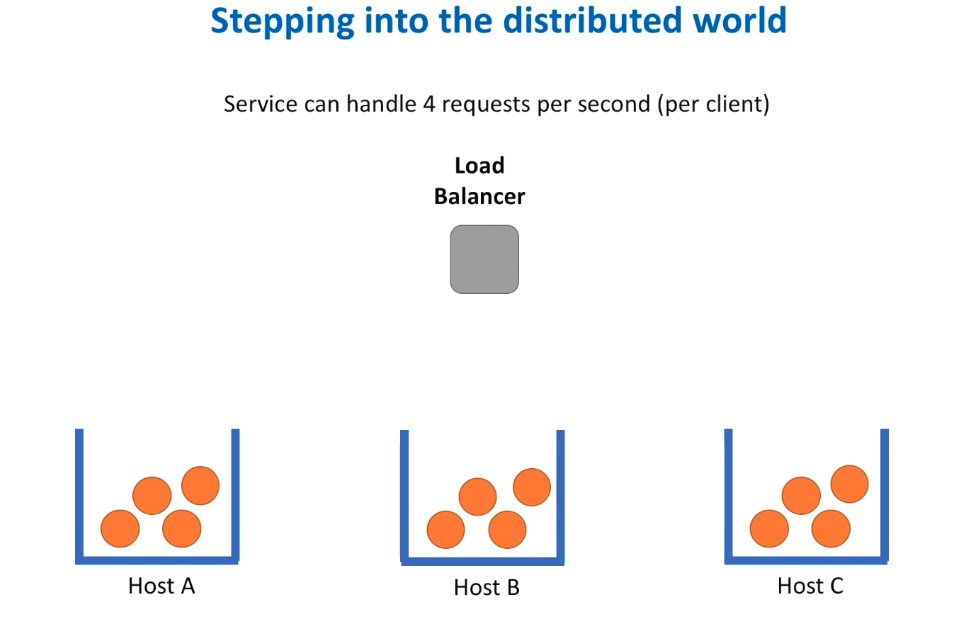 Stepping into the distributed world
Service can handle 4 requests per second (per client)
Load
Balancer
Host A
Host B
Host C